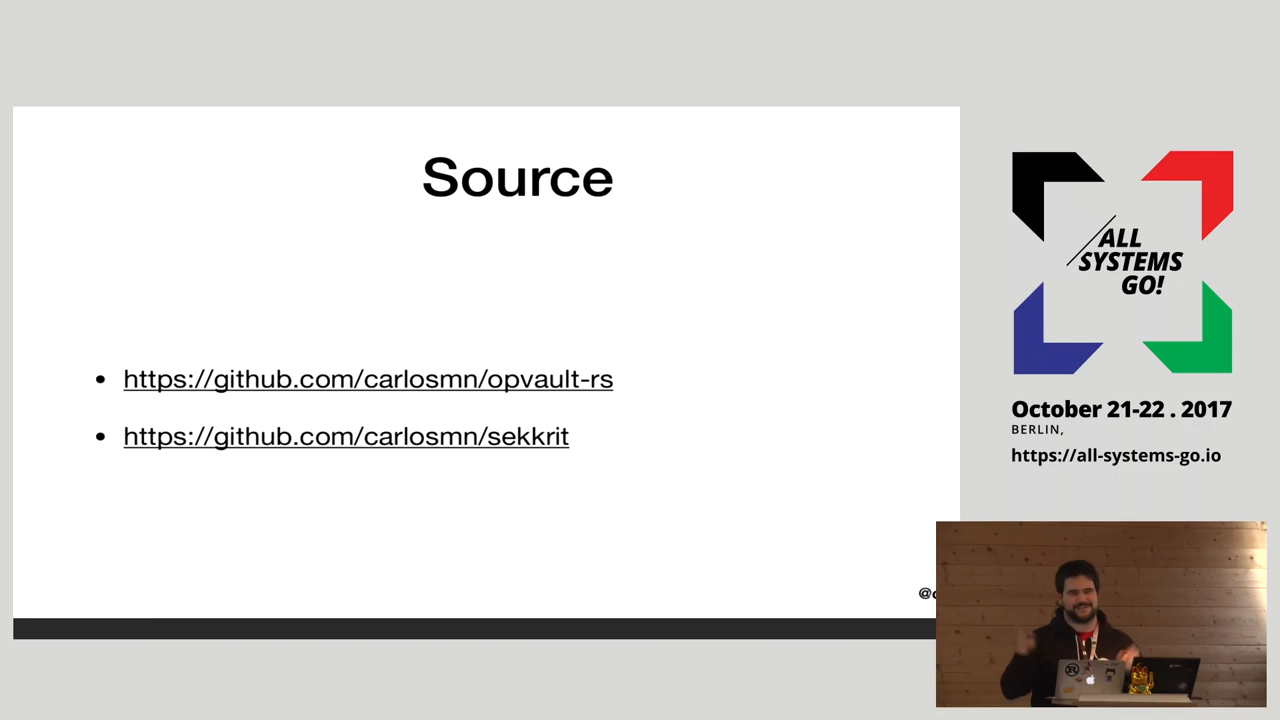 Source
• https://github.com/carlosmn/opvault-rs
• https://github.com/carlosmn/sekkrit
ALL
SYSTEMS
GO!
October 21-22 . 2017
BERLIN,
https://all-systems-go.io